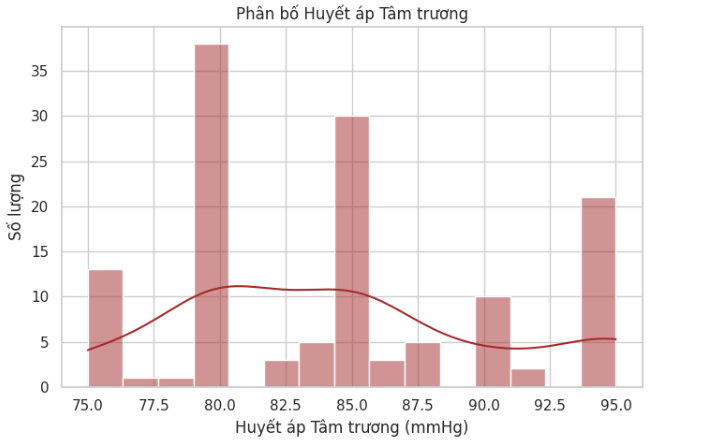 Phân bố Huyết áp Tâm trương
Số lượng
35
30
25
20
15
10
5
0
75.0 77.5 80.0 82.5 85.0 87.5 90.0 92.5 95.0
Huyết áp Tâm trương (mmHg)